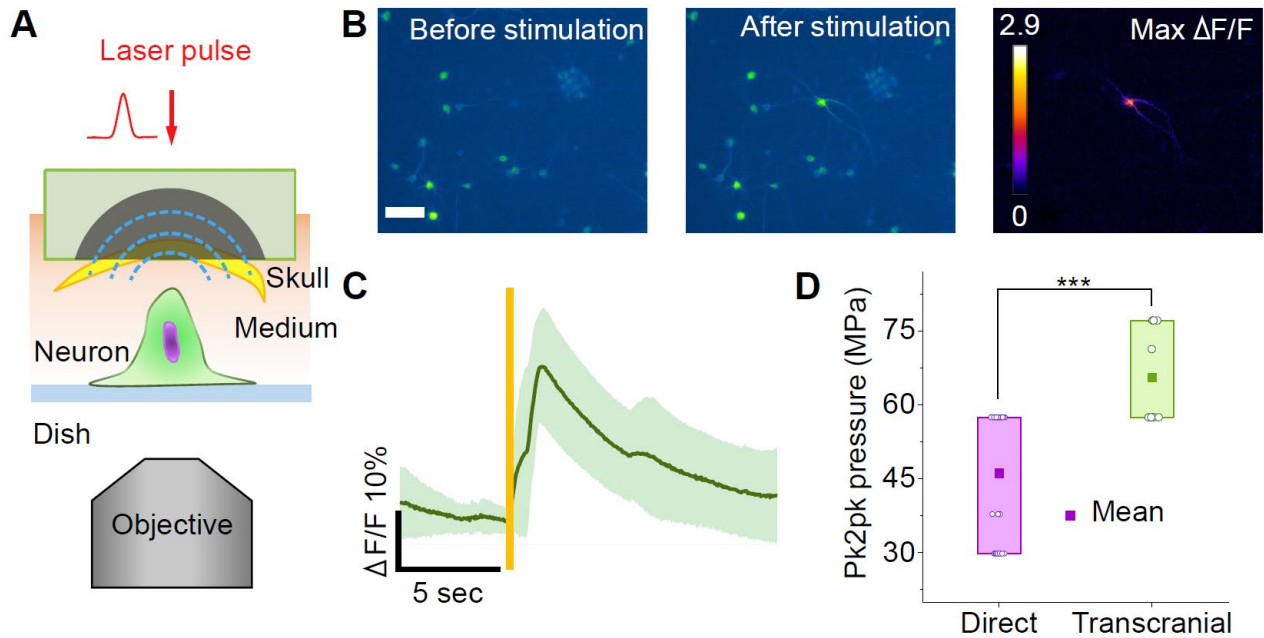 A
Laser pulse
Skull
Medium
Neuron
Dish
Objective
B
Before stimulation
After stimulation
2.9
Max ΔF/F
0
C
ΔF/F 10%
5 sec
D
***
Pk2pk pressure (MPa)
75
60
45
30
Mean
Direct
Transcranial